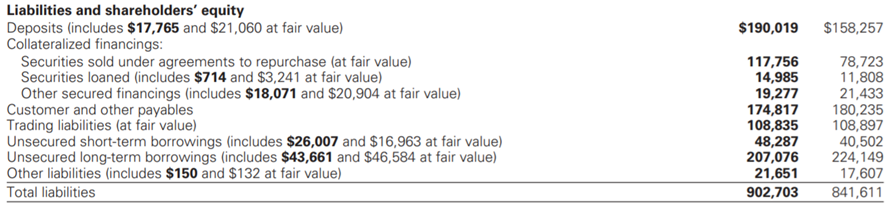 Liabilities and shareholders' equity
Deposits (includes $17,765 and $21,060 at fair value) $190,019 $158,257
Collateralized financings:
Securities sold under agreements to repurchase (at fair value) 117,756 78,723
Securities loaned (includes $714 and $3,241 at fair value) 14,985 11,808
Other secured financings (includes $18,071 and $20,904 at fair value) 19,277 21,433
Customer and other payables 174,817 180,235
Trading liabilities (at fair value) 108,835 108,897
Unsecured short-term borrowings (includes $26,007 and $16,963 at fair value) 48,287 40,502
Unsecured long-term borrowings (includes $43,661 and $46,584 at fair value) 207,076 224,149
Other liabilities (includes $150 and $132 at fair value) 21,651 17,607
Total liabilities 902,703 841,611